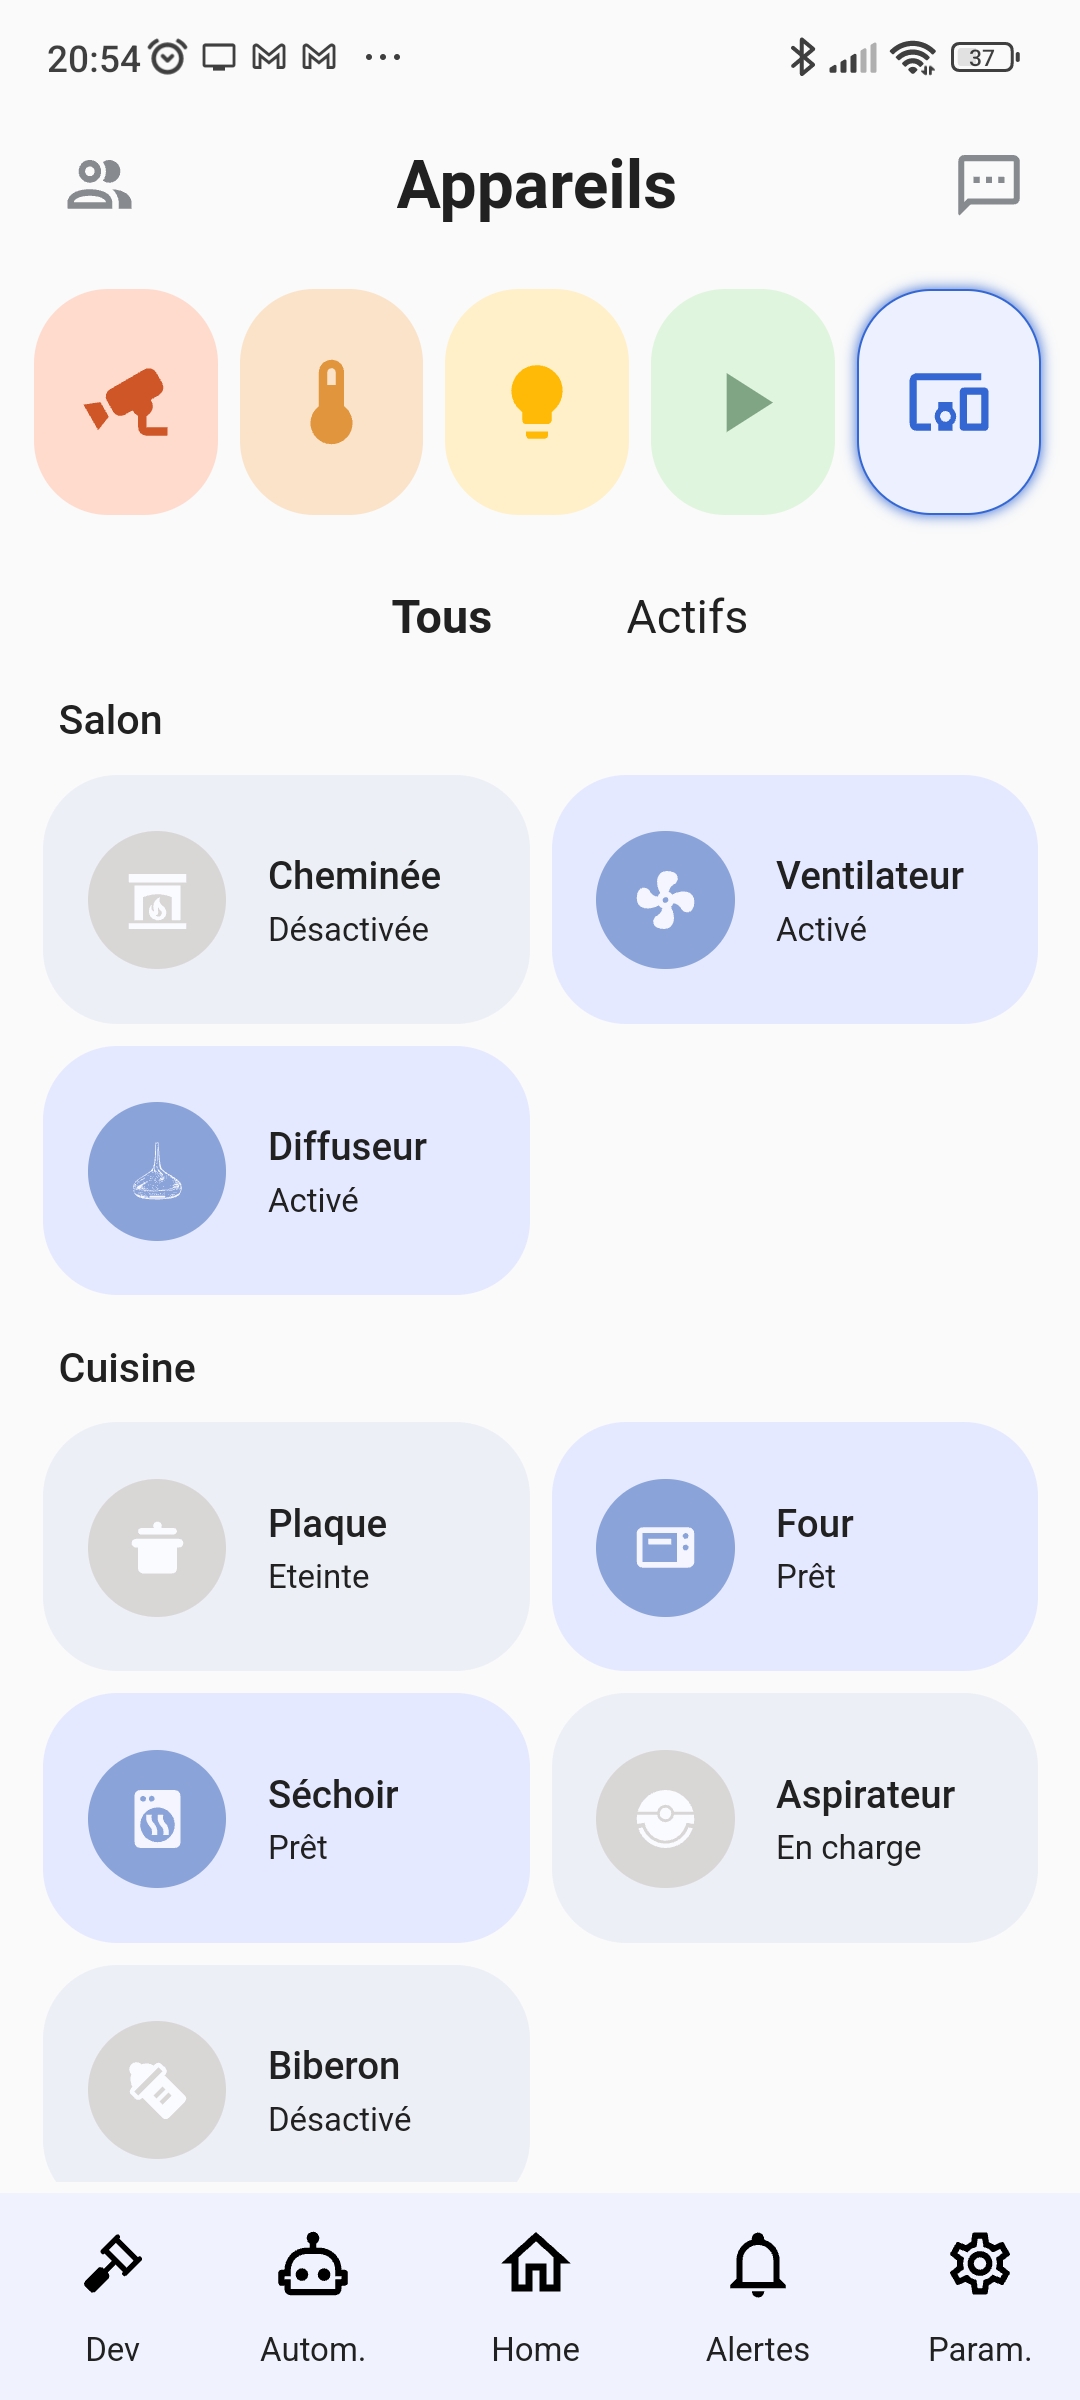 20:54
37
Appareils
Tous Actifs
Salon
Cheminée
Désactivée
Ventilateur
Activé
Diffuseur
Activé
Cuisine
Plaque
Eteinte
Four
Prêt
Séchoir
Prêt
Aspirateur
En charge
Biberon
Désactivé
Dev Autom. Home Alertes Param.